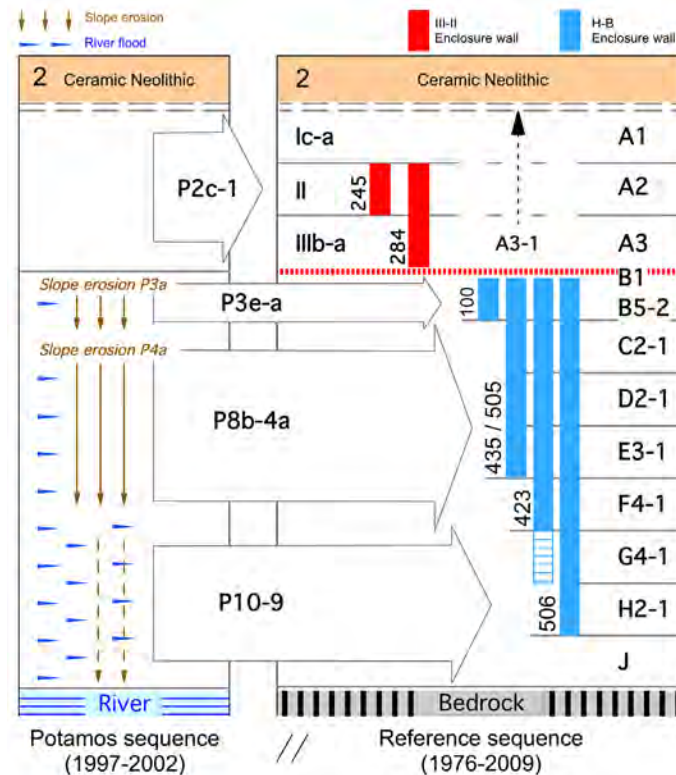 Slope erosion
River flood
III-II
Enclosure wall
H-B
Enclosure wall
2 Ceramic Neolithic
2 Ceramic Neolithic
Ic-a
A1
P2c-1
II
245
A2
IIIb-a
284
A3-1
A3
Slope erosion P3a
B1
P3e-a
100
B5-2
Slope erosion P4a
C2-1
P8b-4a
D2-1
435 / 505
E3-1
423
F4-1
G4-1
P10-9
506
H2-1
J
River
Bedrock
Potamos sequence
(1997-2002)
//
Reference sequence
(1976-2009)